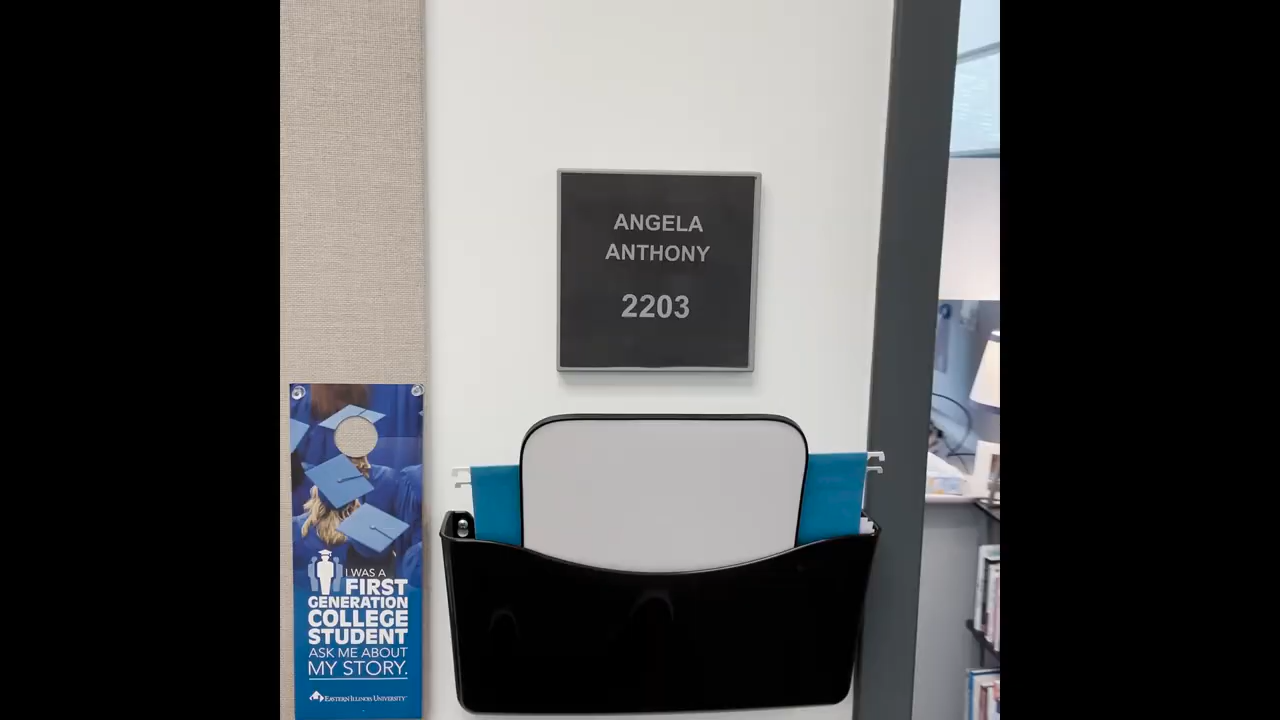 ANGELA
ANTHONY
2203
I WAS A
FIRST
GENERATION
COLLEGE
STUDENT
ASK ME ABOUT
MY STORY.
EASTERN ILLINOIS UNIVERSITY